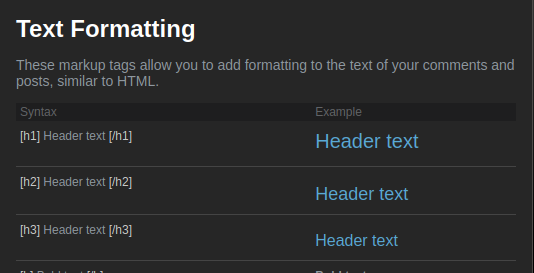 Text Formatting
These markup tags allow you to add formatting to the text of your comments and
posts, similar to HTML.
Syntax Example
[h1] Header text [/h1] Header text
[h2] Header text [/h2] Header text
[h3] Header text [/h3] Header text